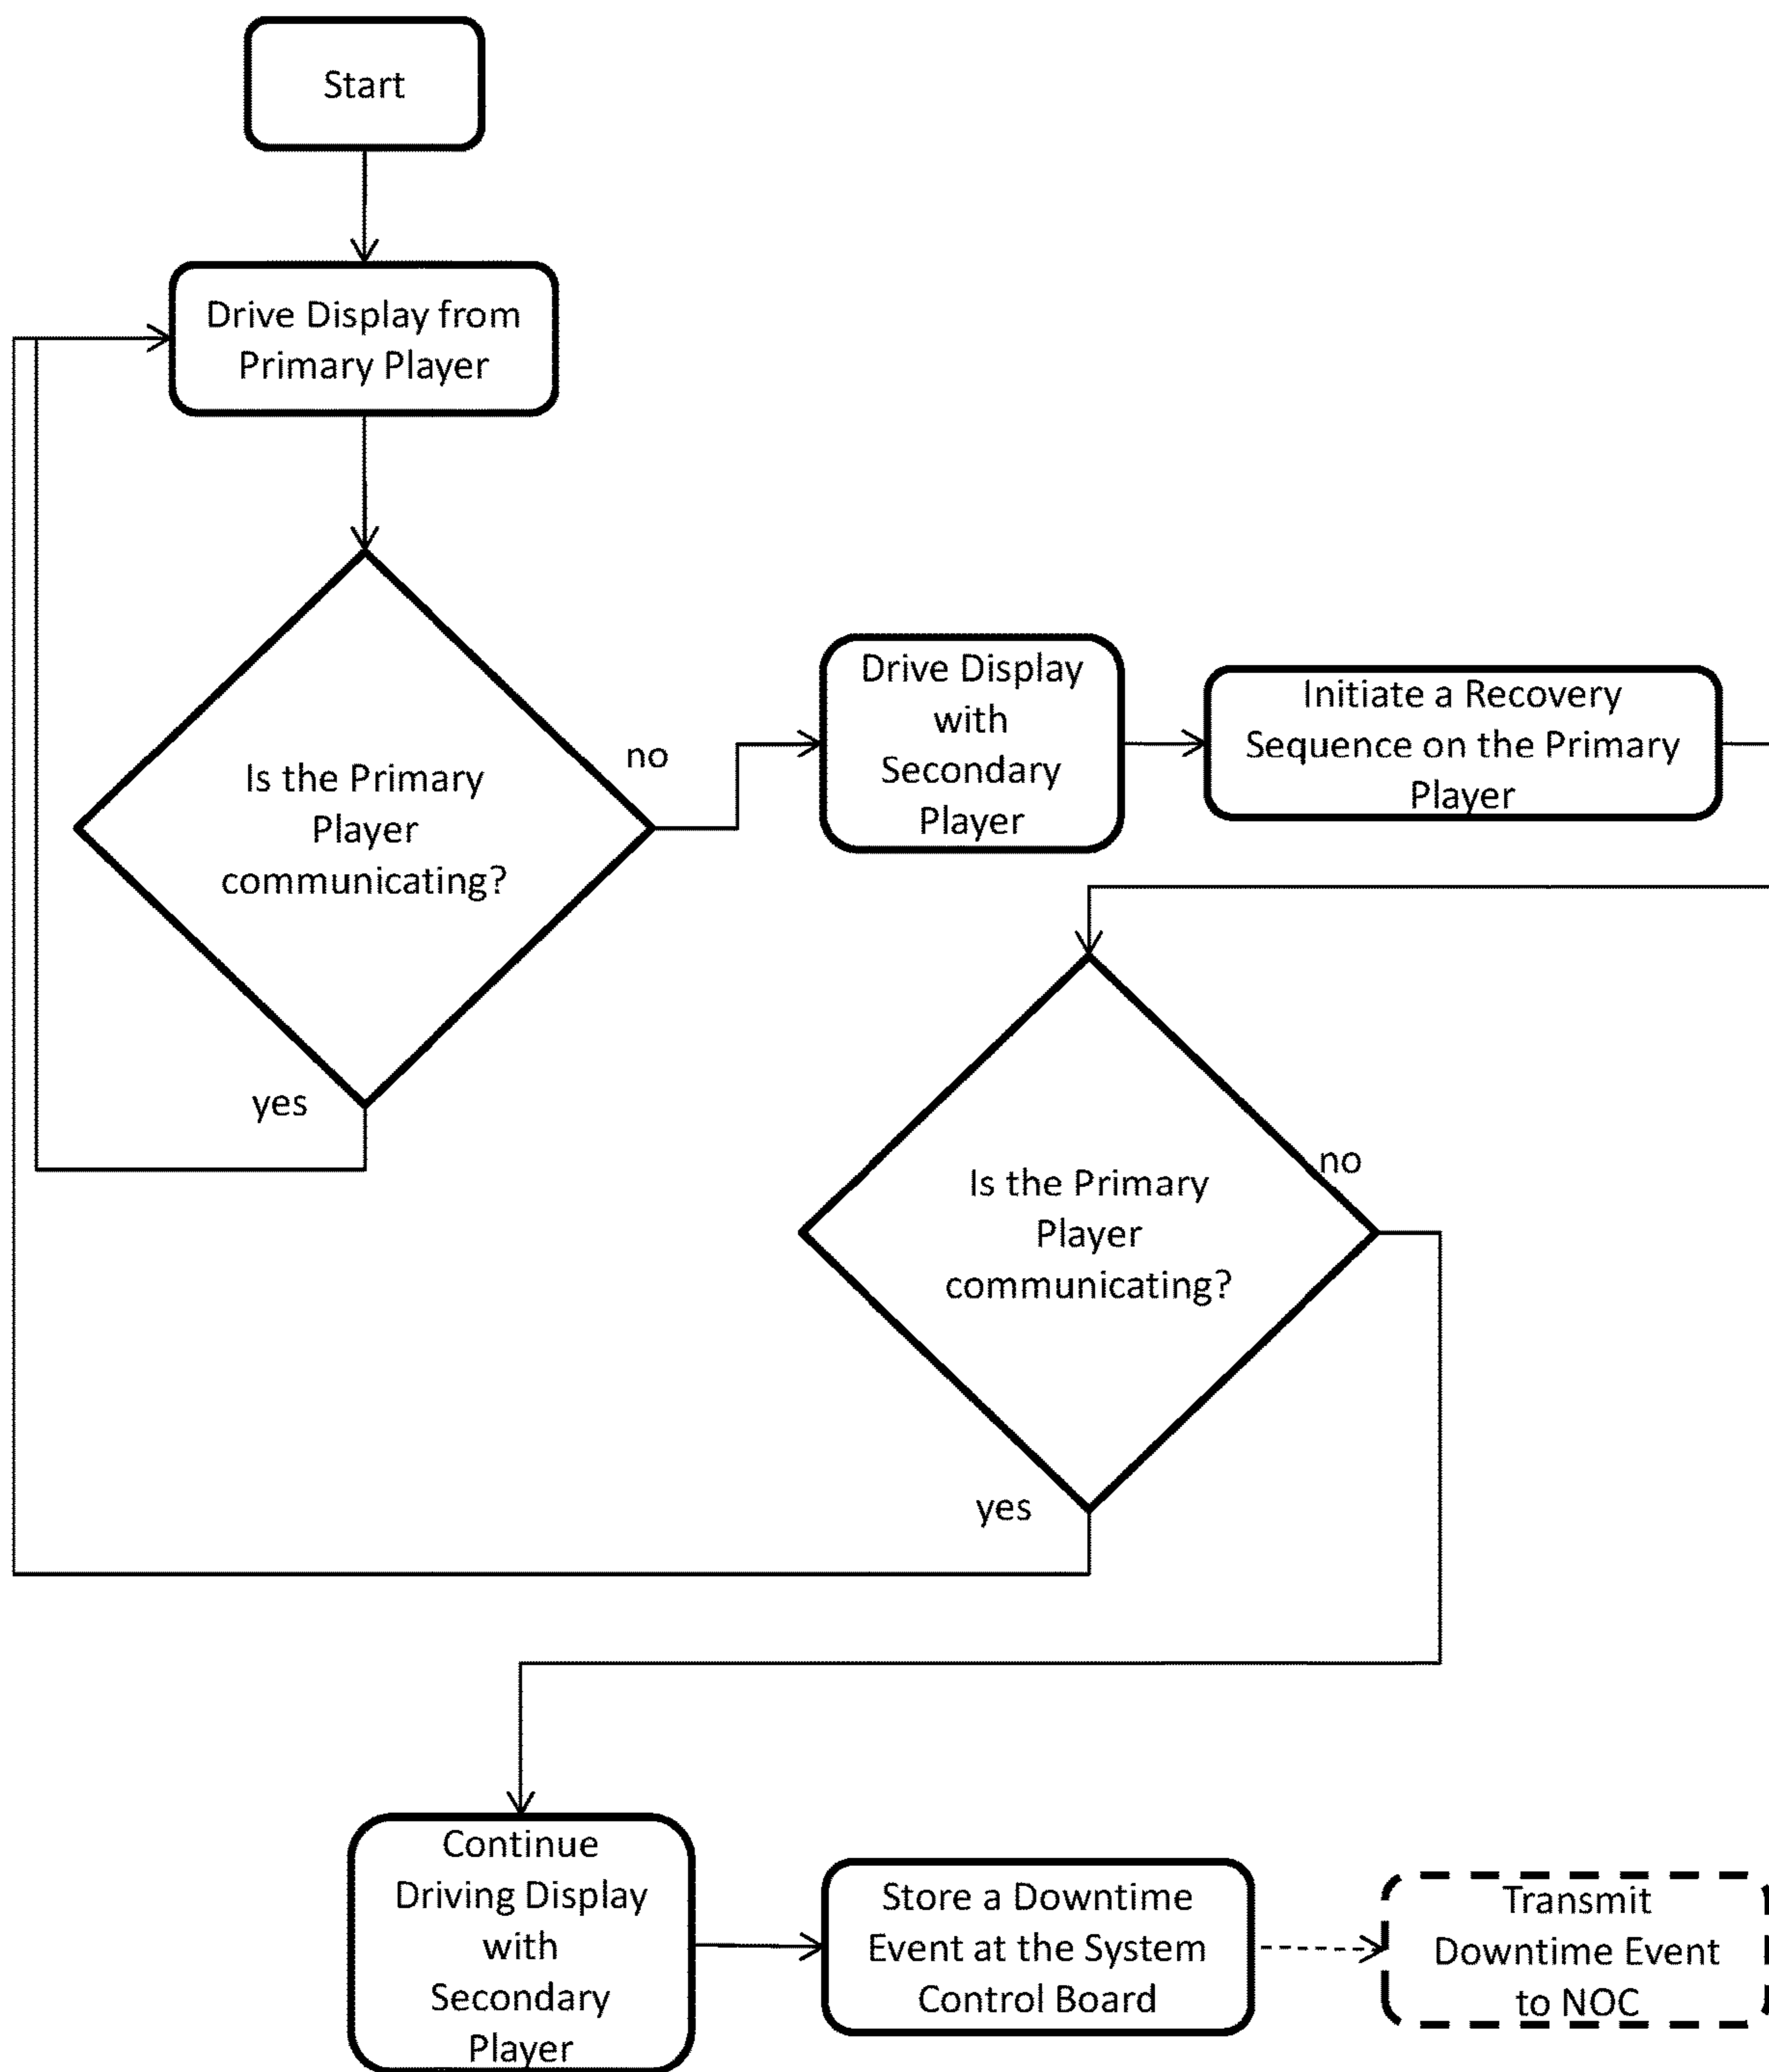 Start
Drive Display from
Primary Player
Is the Primary
Player
communicating?
no
yes
Drive Display
with
Secondary
Player
Initiate a Recovery
Sequence on the Primary
Player
Is the Primary
Player
communicating?
no
yes
Continue
Driving Display
with
Secondary
Player
Store a Downtime
Event at the System
Control Board
Transmit
Downtime Event
to NOC